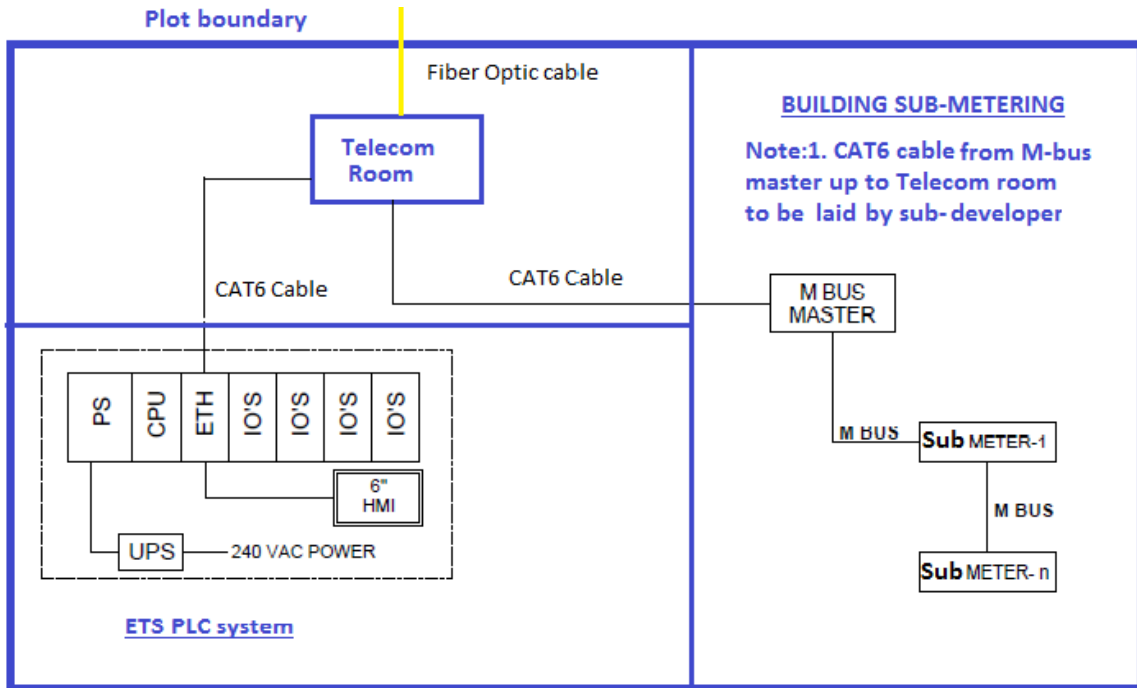 Plot boundary
Fiber Optic cable
Telecom
Room
BUILDING SUB-METERING
Note:1. CAT6 cable from M-bus
master up to Telecom room
to be laid by sub-developer
CAT6 Cable
CAT6 Cable
M BUS
MASTER
PS
CPU
ETH
IO'S
IO'S
IO'S
IO'S
6"
HMI
UPS
240 VAC POWER
ETS PLC system
M BUS
Sub METER-1
M BUS
Sub METER- n